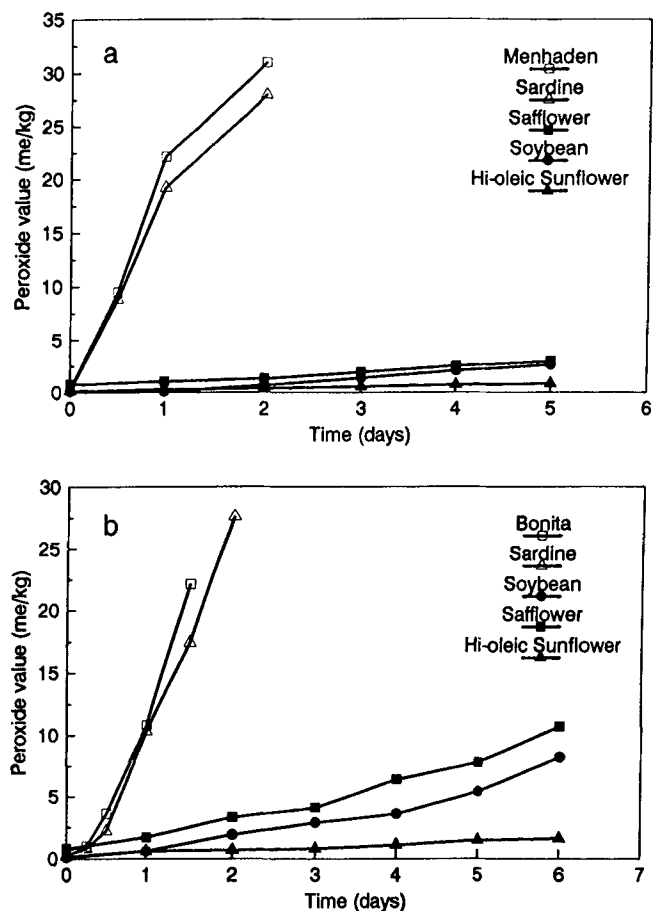 a
Peroxide value (me/kg)
35
30
25
20
15
10
5
0
Menhaden
Sardine
Safflower
Soybean
Hi-oleic Sunflower
0 1 2 3 4 5 6
Time (days)
b
Peroxide value (me/kg)
30
25
20
15
10
5
0
Bonita
Sardine
Soybean
Safflower
Hi-oleic Sunflower
0 1 2 3 4 5 6 7
Time (days)